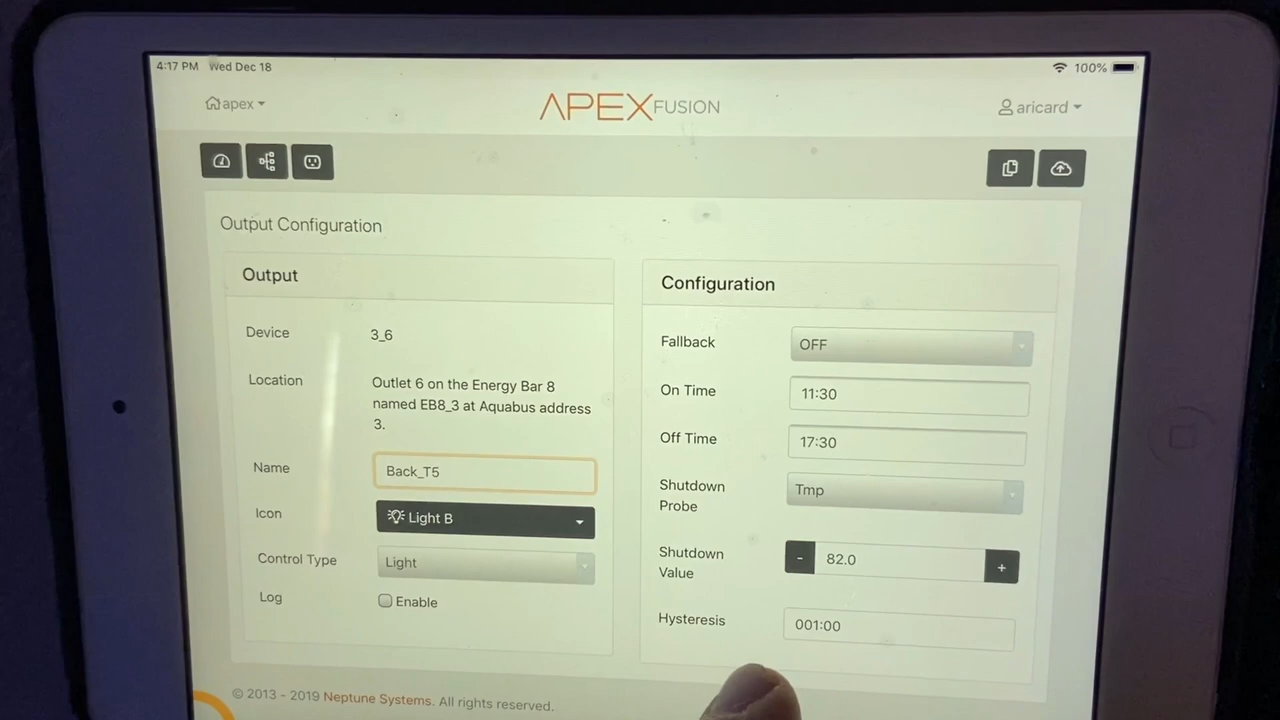 4:17 PM Wed Dec 18
100%
apex
APEX FUSION
aricard
Output Configuration
Output
Device
3_6
Location
Outlet 6 on the Energy Bar 8
named EB8_3 at Aquabus address
3.
Name
Back_T5
Icon
Light B
Control Type
Light
Log
Enable
Configuration
Fallback
OFF
On Time
11:30
Off Time
17:30
Shutdown
Probe
Tmp
Shutdown
Value
-
82.0
+
Hysteresis
001:00
© 2013 - 2019 Neptune Systems. All rights reserved.